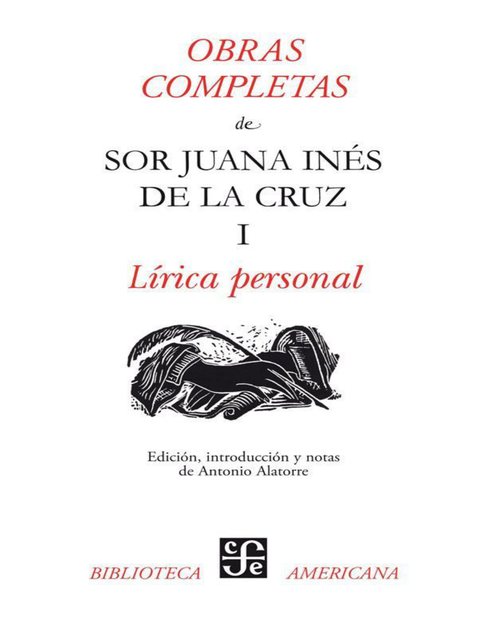 OBRAS
COMPLETAS
de
SOR JUANA INÉS
DE LA CRUZ
I
Lírica personal
Edición, introducción y notas
de Antonio Alatorre
cfe
BIBLIOTECA AMERICANA